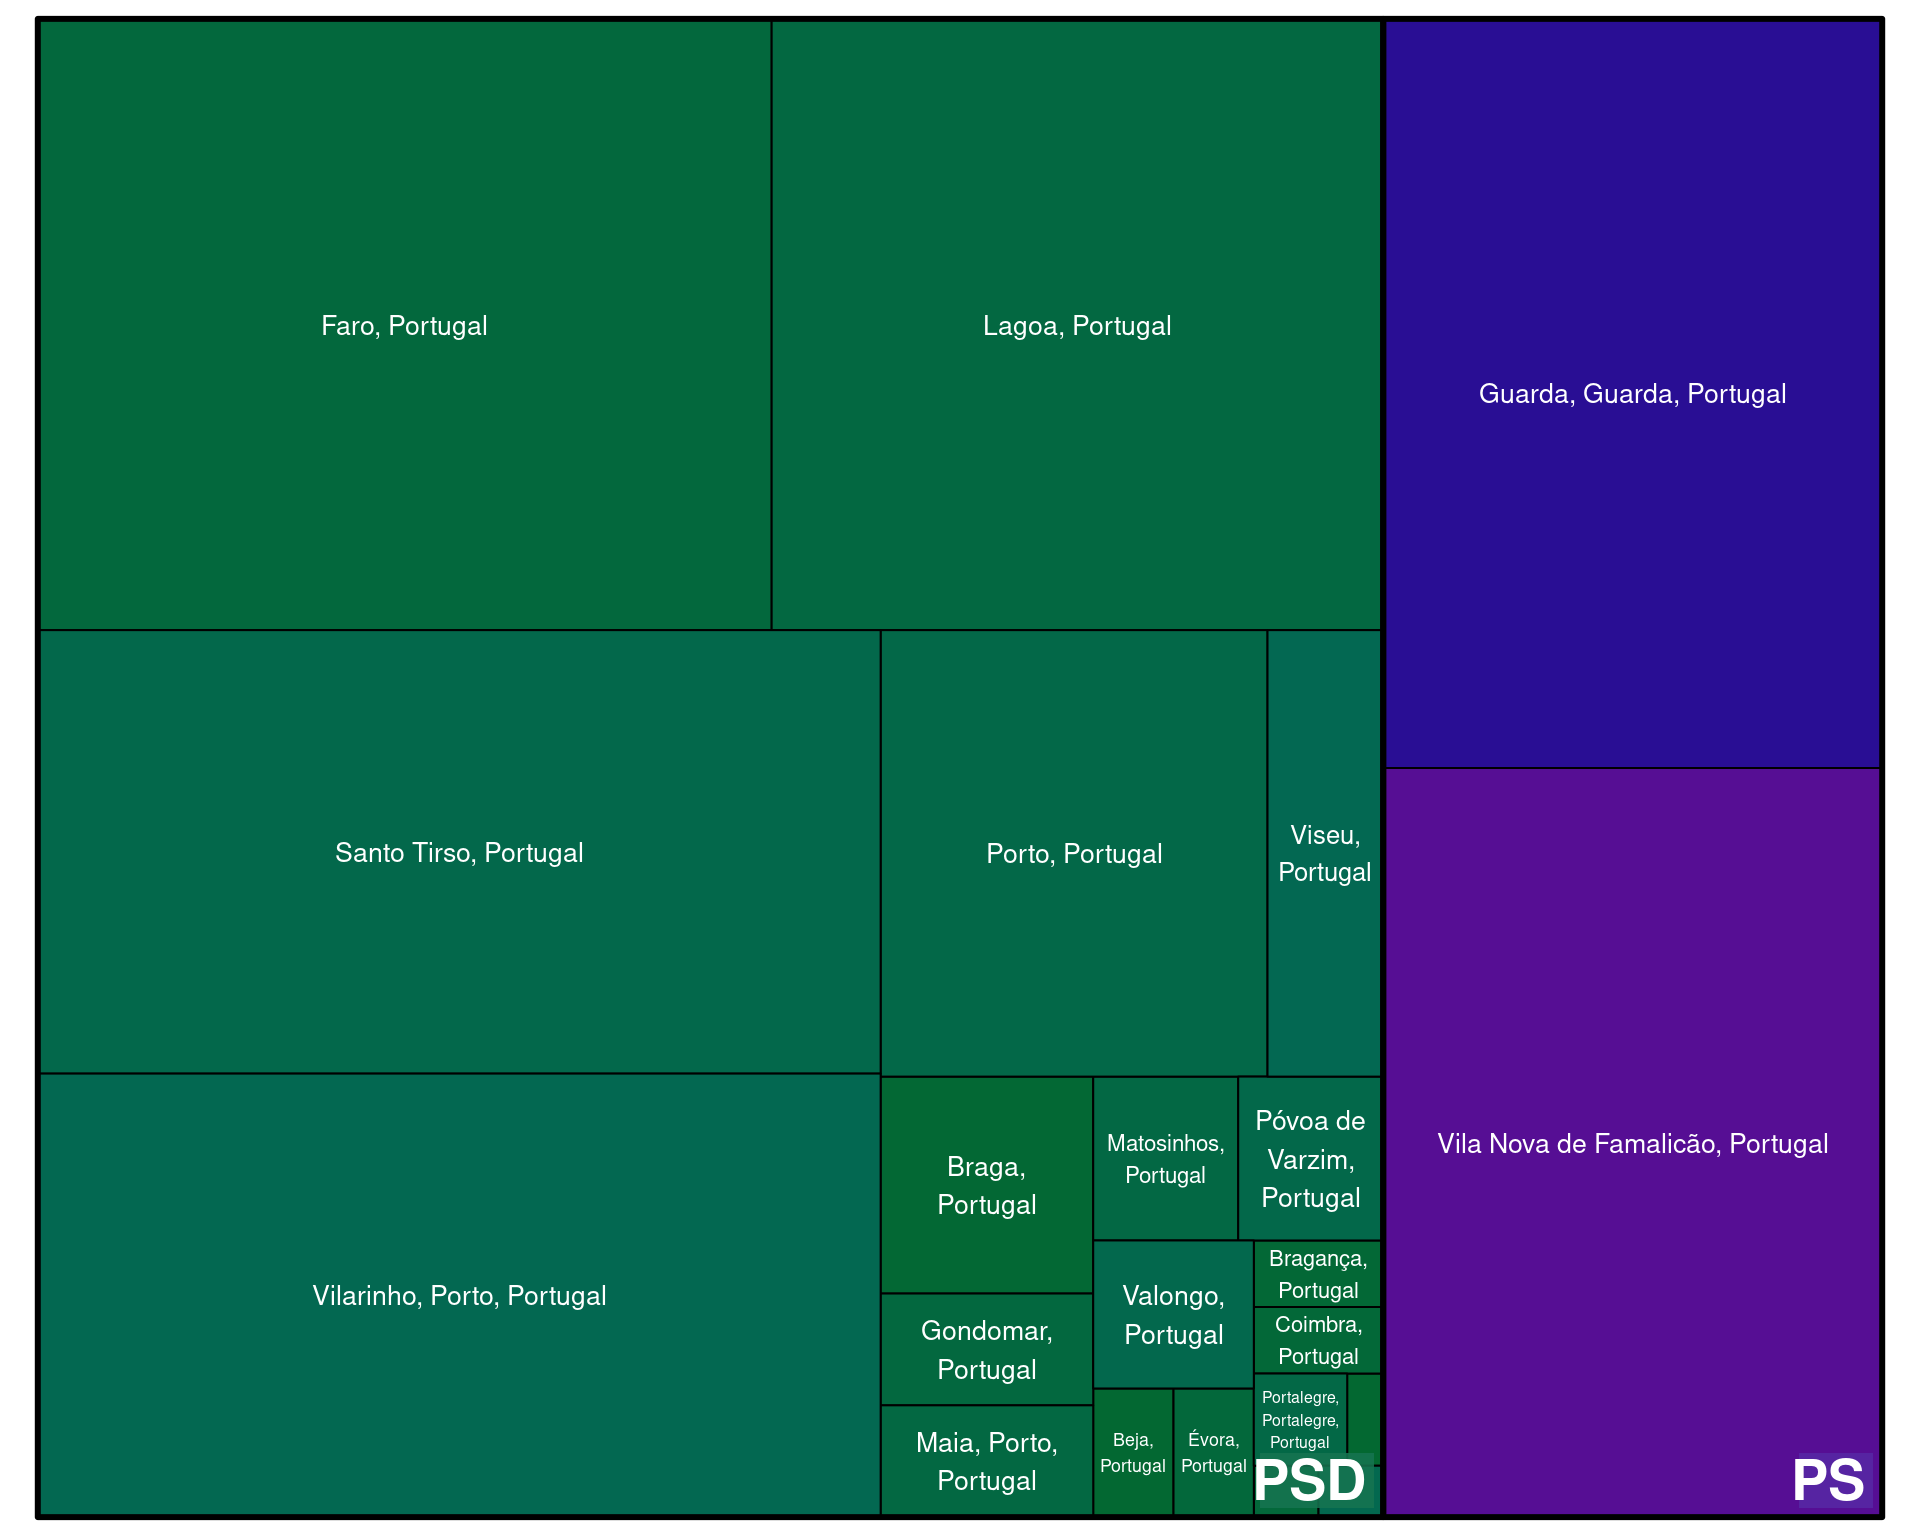 Faro, Portugal
Lagoa, Portugal
Guarda, Guarda, Portugal
Santo Tirso, Portugal
Porto, Portugal
Viseu,
Portugal
Vila Nova de Famalicão, Portugal
Vilarinho, Porto, Portugal
Braga,
Portugal
Matosinhos,
Portugal
Póvoa de
Varzim,
Portugal
Gondomar,
Portugal
Valongo,
Portugal
Bragança,
Portugal
Coimbra,
Portugal
Maia, Porto,
Portugal
Beja,
Portugal
Évora,
Portugal
Portalegre,
Portalegre,
Portugal
PSD
PS